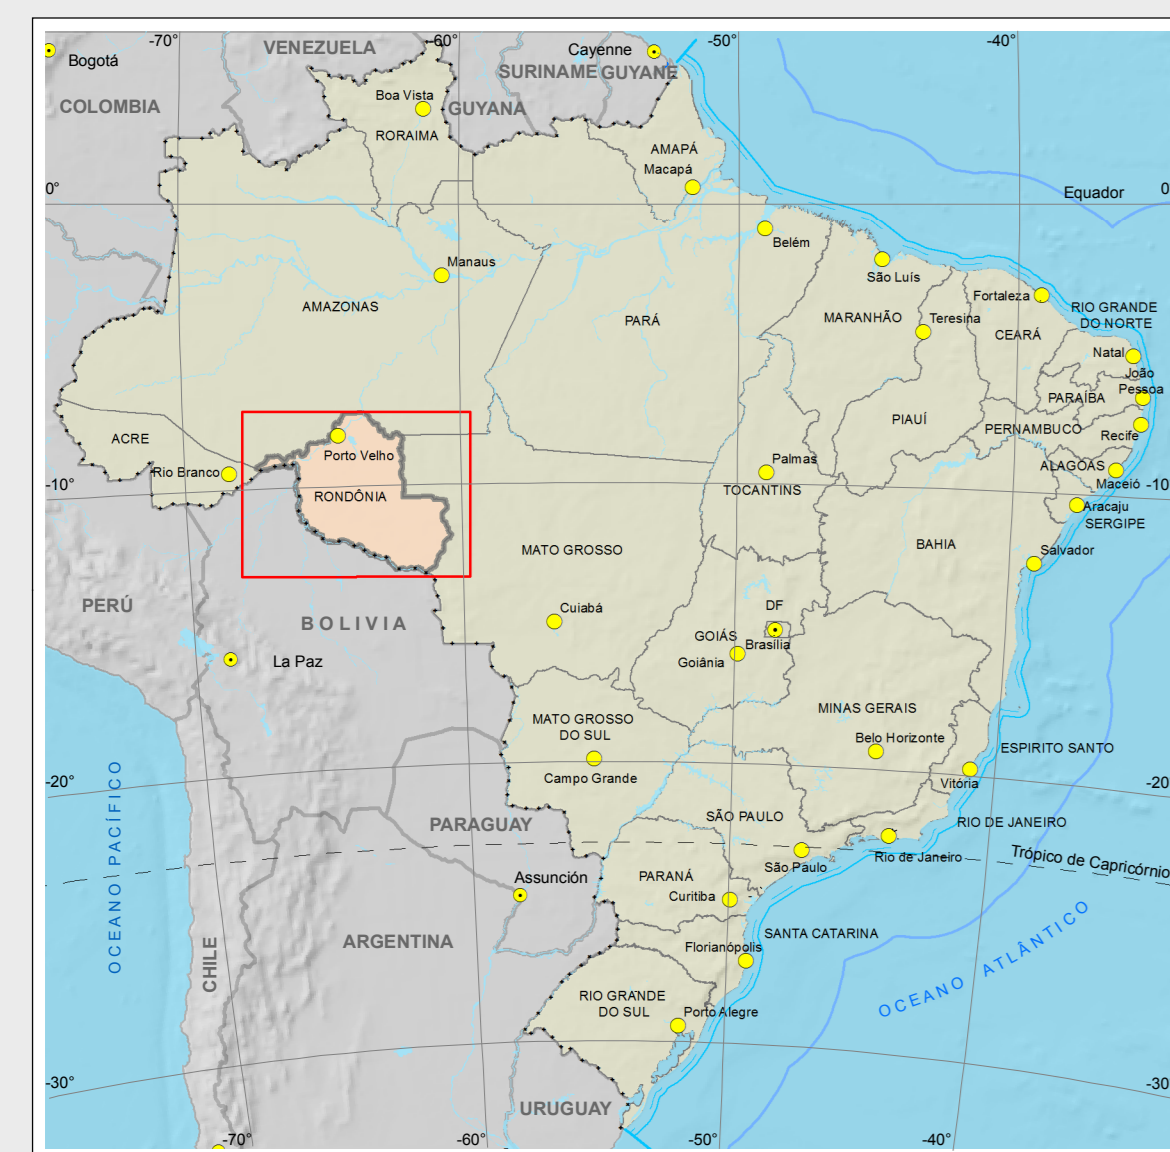 -70°
-60°
-50°
-40°
VENEZUELA
Cayenne
Bogotá
SURINAME
GUYANE
COLOMBIA
Boa Vista
GUYANA
RORAIMA
AMAPÁ
Macapá
0°
Equador
0
Belém
Manaus
São Luís
AMAZONAS
PARÁ
MARANHÃO
Teresina
Fortaleza
CEARÁ
RIO GRANDE
DO NORTE
Natal
João
Pessoa
PARAÍBA
PIAUÍ
PERNAMBUCO
Recife
ACRE
Rio Branco
Porto Velho
RONDÔNIA
Palmas
TOCANTINS
ALAGOAS
Maceió
-10°
-10
Aracaju
SERGIPE
MATO GROSSO
BAHIA
Salvador
PERÚ
BOLIVIA
La Paz
Cuiabá
DF
GOIÁS
Brasília
Goiânia
MATO GROSSO
DO SUL
Campo Grande
MINAS GERAIS
Belo Horizonte
ESPIRITO SANTO
Vitória
-20°
-20
OCEANO PACÍFICO
PARAGUAY
SÃO PAULO
RIO DE JANEIRO
São Paulo
Rio de Janeiro
Trópico de Capricórnio
Assunción
PARANÁ
Curitiba
CHILE
ARGENTINA
SANTA CATARINA
Florianópolis
OCEANO ATLÂNTICO
RIO GRANDE
DO SUL
Porto Alegre
-30°
-30
URUGUAY
-70°
-60°
-50°
-40°